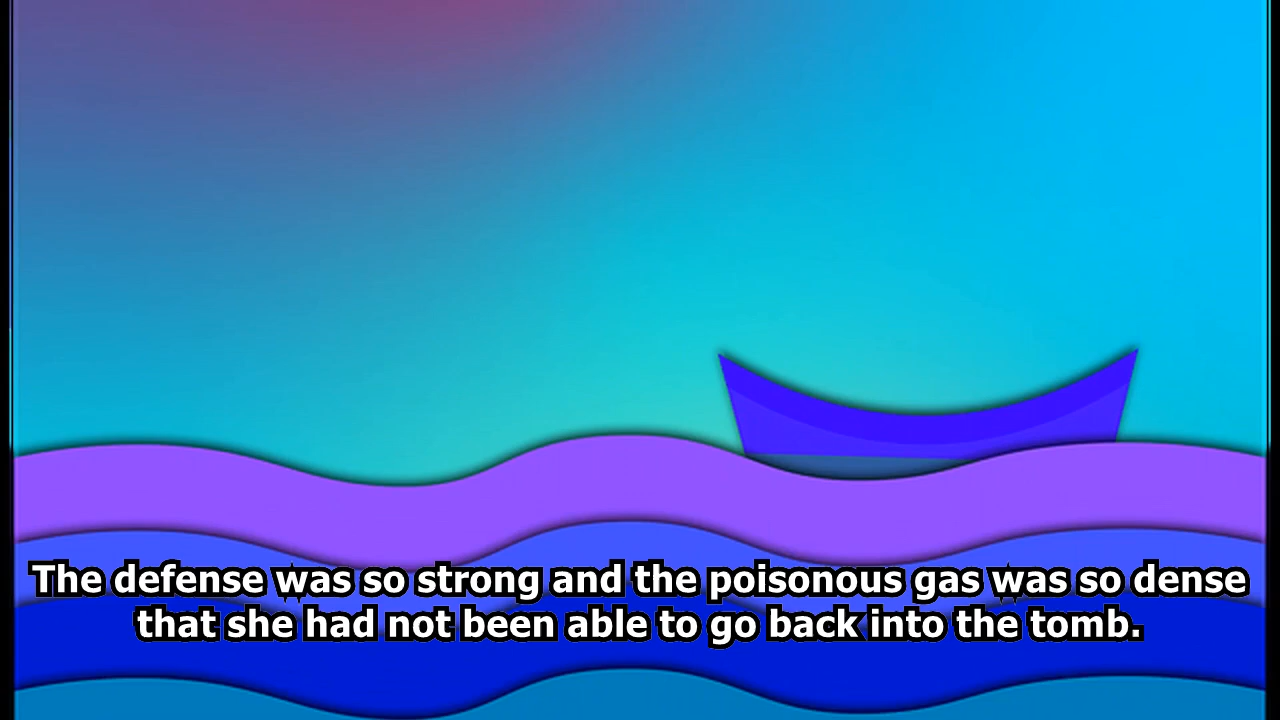 The defense was so strong and the poisonous gas was so dense
that she had not been able to go back into the tomb.